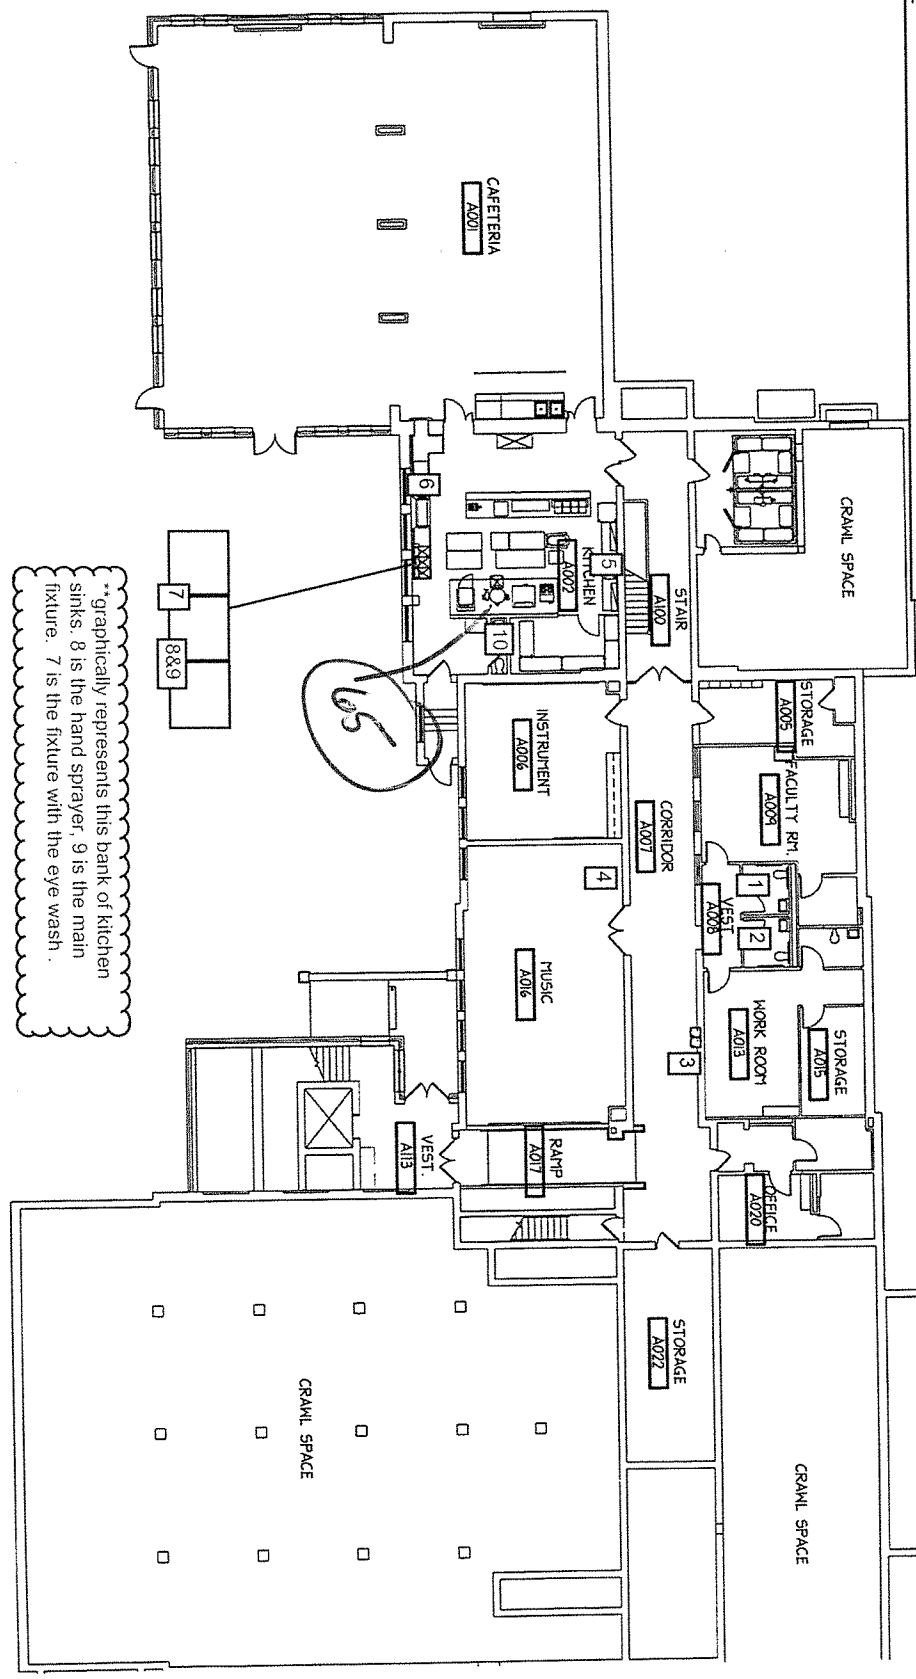 CRAWL SPACE
CRAWL SPACE
STORAGE
A005
FACULTY RM.
A009
STORAGE
A015
WORK ROOM
A013
1
2
VEST
A008
OFFICE
A020
3
STAIR
A100
CORRIDOR
A007
STORAGE
A022
CAFETERIA
A001
5
KITCHEN
A002
4
INSTRUMENT
A006
MUSIC
A016
RAMP
A017
10
6
VEST.
A113
CRAWL SPACE
7
8&9
**graphically represents this bank of kitchen
sinks. 8 is the hand sprayer, 9 is the main
fixture. 7 is the fixture with the eye wash .